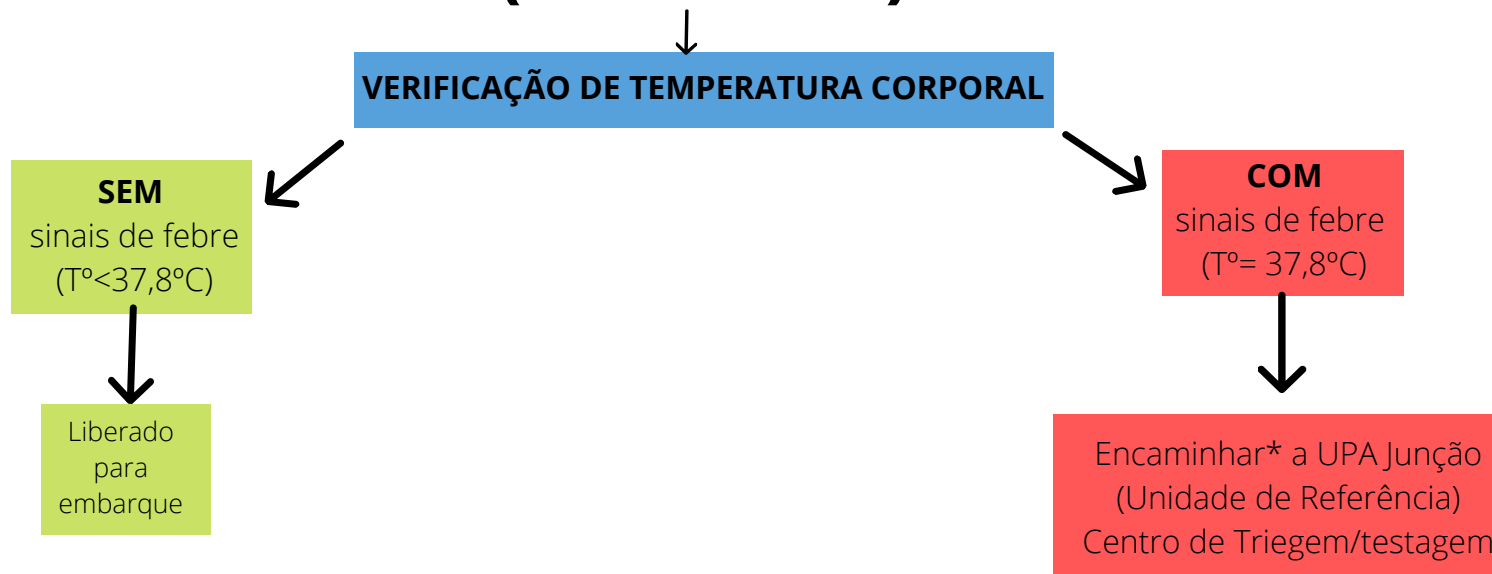 VERIFICAÇÃO DE TEMPERATURA CORPORAL
SEM
sinais de febre
(Tº<37,8ºC)
COM
sinais de febre
(Tº= 37,8ºC)
Liberado
para
embarque
Encaminhar* a UPA Junção
(Unidade de Referência)
Centro de Triegem/testagem